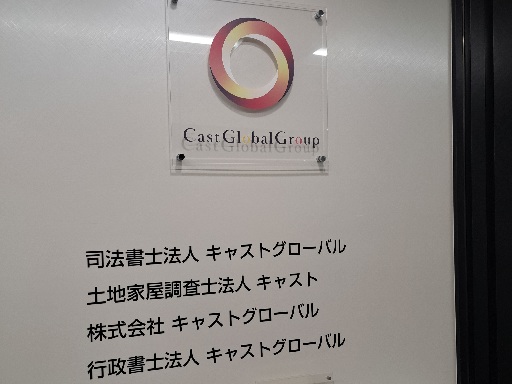 CastGlobalGroup
司法書士法人 キャストグローバル
土地家屋調査士法人 キャスト
株式会社 キャストグローバル
行政書士法人 キャストグローバル